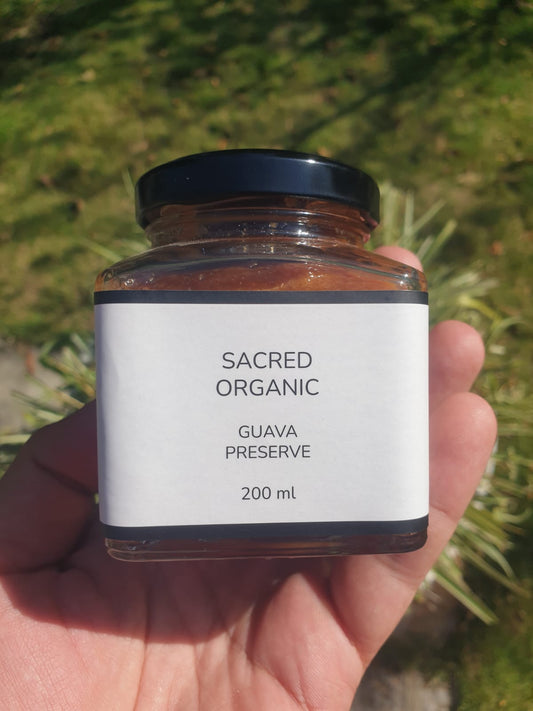 SACRED
ORGANIC
GUAVA
PRESERVE
200 ml